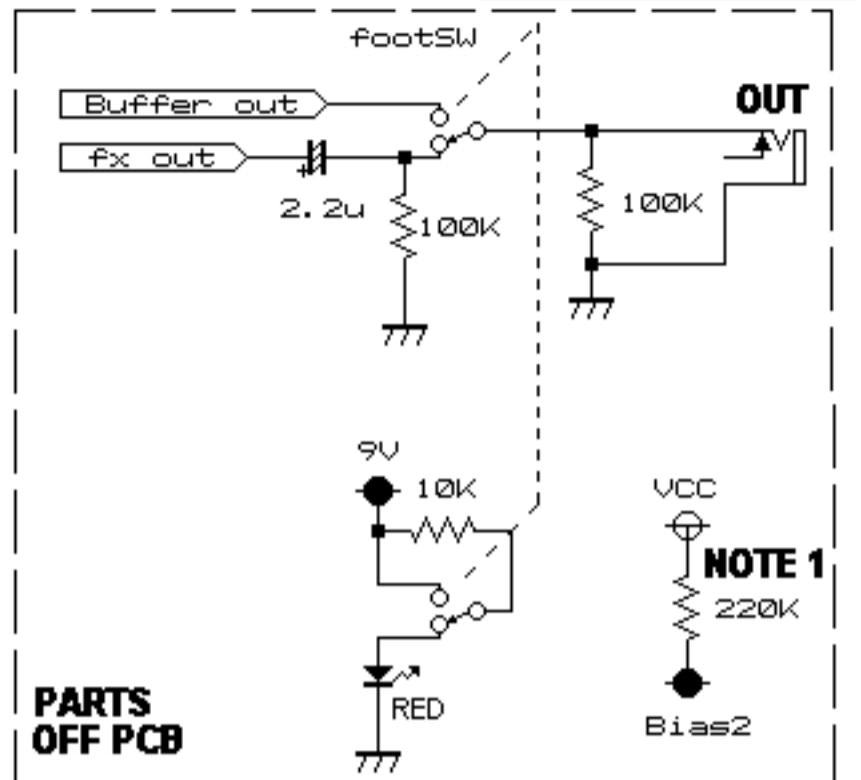 footSW
Buffer out
OUT
fx out
+
2.2u
100K
100K
9V
10K
VCC
NOTE 1
220K
RED
PARTS
OFF PCB
Bias2